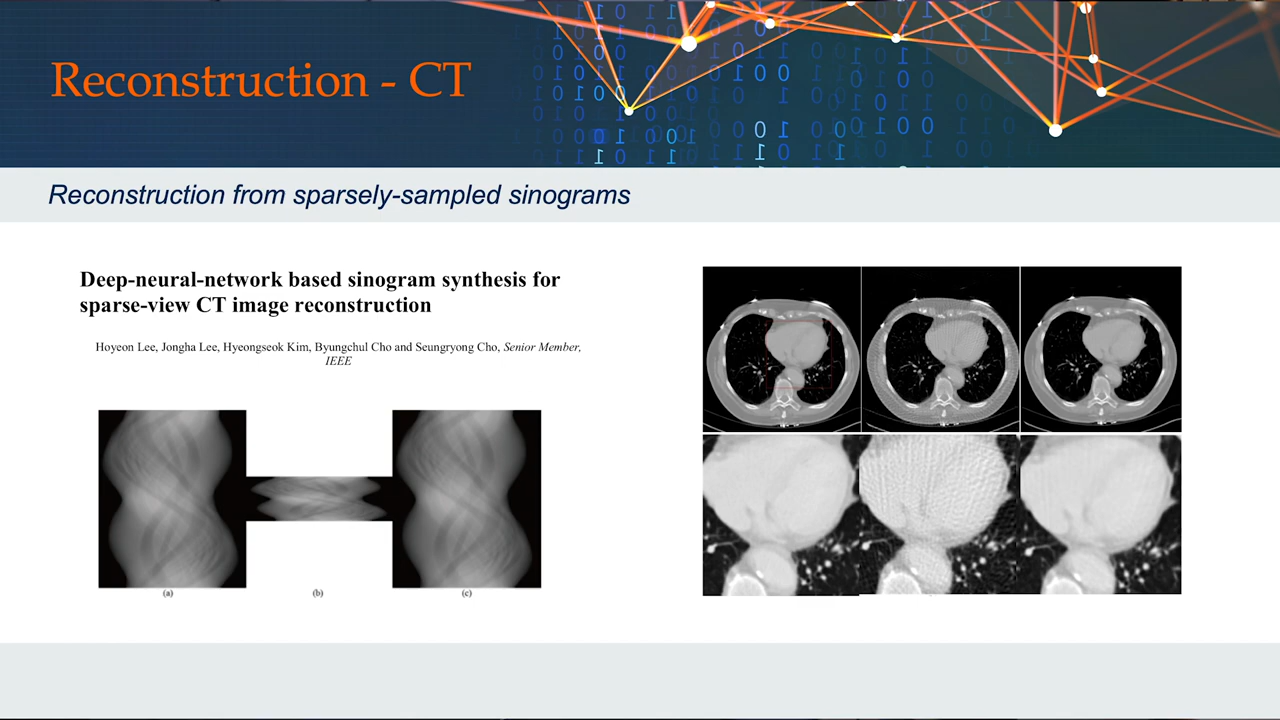 Reconstruction - CT
Reconstruction from sparsely-sampled sinograms
Deep-neural-network based sinogram synthesis for
sparse-view CT image reconstruction
Hoyeon Lee, Jongha Lee, Hyeongseok Kim, Byungchul Cho and Seungryong Cho, Senior Member,
IEEE
(a)
(b)
(c)